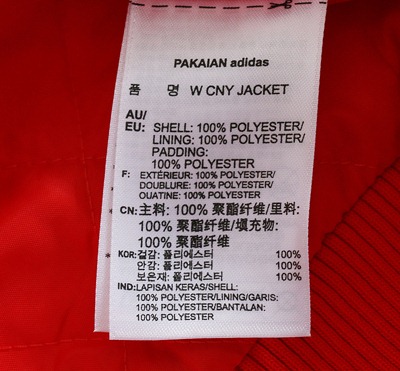 PAKAIAN adidas
품 명 W CNY JACKET
AU/
EU: SHELL: 100% POLYESTER/
LINING: 100% POLYESTER/
PADDING:
100% POLYESTER
F: EXTÉRIEUR: 100% POLYESTER/
DOUBLURE: 100% POLYESTER/
OUATINE: 100% POLYESTER
CN: 主料: 100% 聚酯纤维/里料:
100% 聚酯纤维/填充物:
100% 聚酯纤维
KOR: 겉감: 폴리에스터 100%
안감: 폴리에스터 100%
보온재: 폴리에스터 100%
IND: LAPISAN KERAS/SHELL:
100% POLYESTER/LINING/GARIS:
100% POLYESTER/BANTALAN:
100% POLYESTER